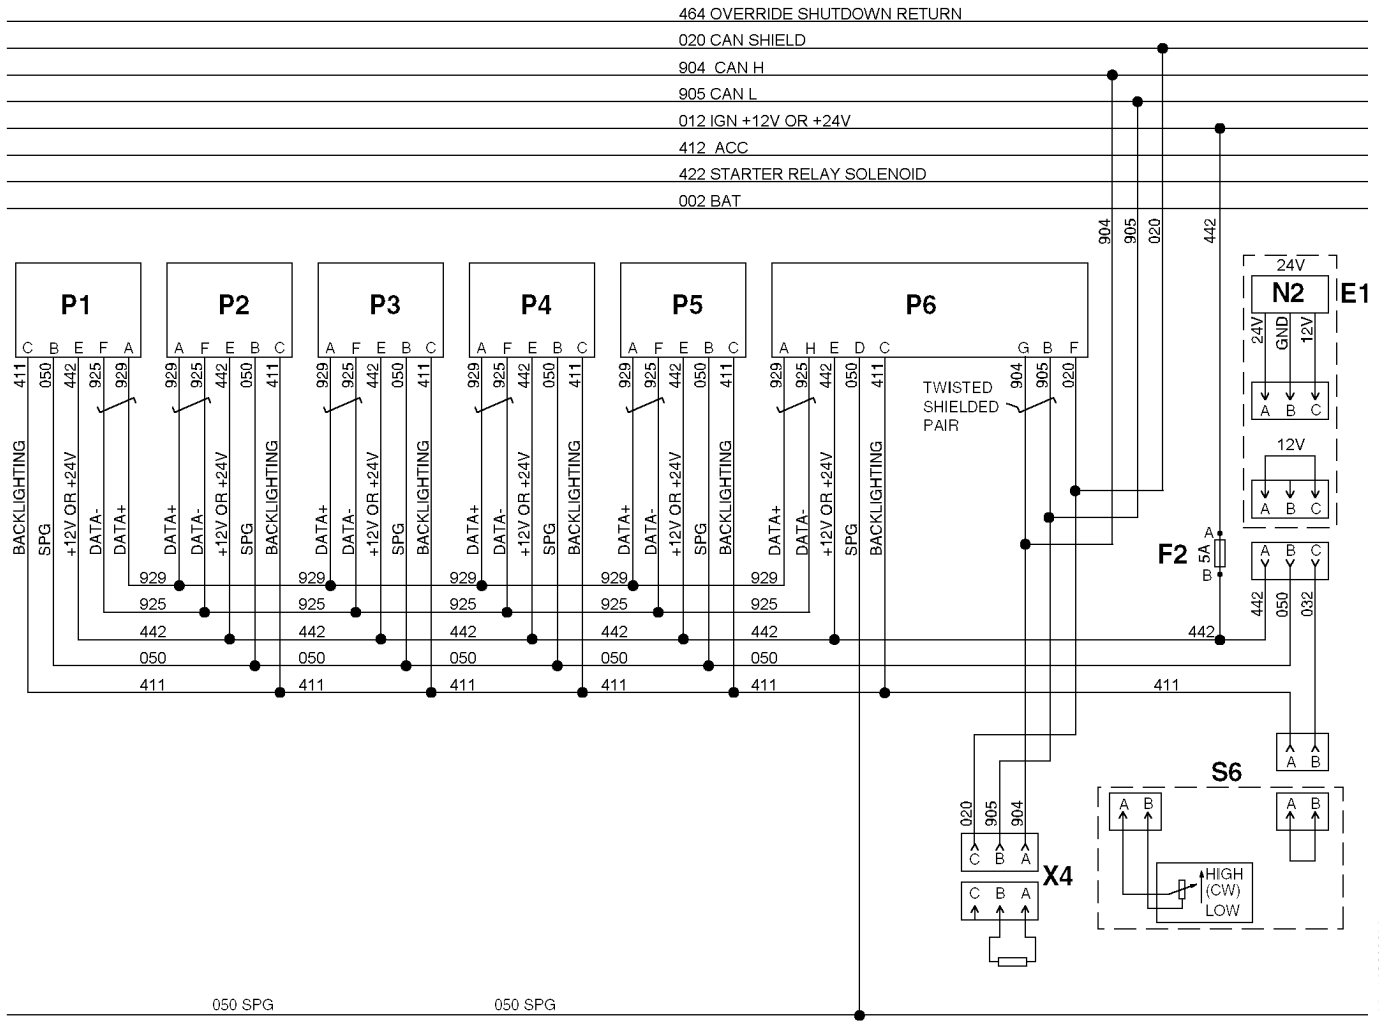 464 OVERRIDE SHUTDOWN RETURN
020 CAN SHIELD
904 CAN H
905 CAN L
012 IGN +12V OR +24V
412 ACC
422 STARTER RELAY SOLENOID
002 BAT
904 905 020 442
P1 P2 P3 P4 P5 P6
24V
N2 E1
24V GND 12V
C B E F A
A F E B C
A F E B C
A F E B C
A F E B C
A H E D C
G B F
411 050 442 925 929
929 925 442 050 411
929 925 442 050 411
929 925 442 050 411
929 925 442 050 411
929 925 442 050 411
904 905 020
TWISTED
SHIELDED
PAIR
A B C
12V
A B C
BACKLIGHTING SPG +12V OR +24V DATA- DATA+
DATA+ DATA- +12V OR +24V SPG BACKLIGHTING
DATA+ DATA- +12V OR +24V SPG BACKLIGHTING
DATA+ DATA- +12V OR +24V SPG BACKLIGHTING
DATA+ DATA- +12V OR +24V SPG BACKLIGHTING
DATA+ DATA- +12V OR +24V SPG BACKLIGHTING
A
F2 5A
B
A B C
442 050 032
929 929 929 929 929
925 925 925 925 925
442 442 442 442 442 442
050 050 050 050 050
411 411 411 411 411 411
A B
S6
A B
A B
HIGH
(CW)
LOW
020 905 904
C B A
X4
C B A
050 SPG 050 SPG